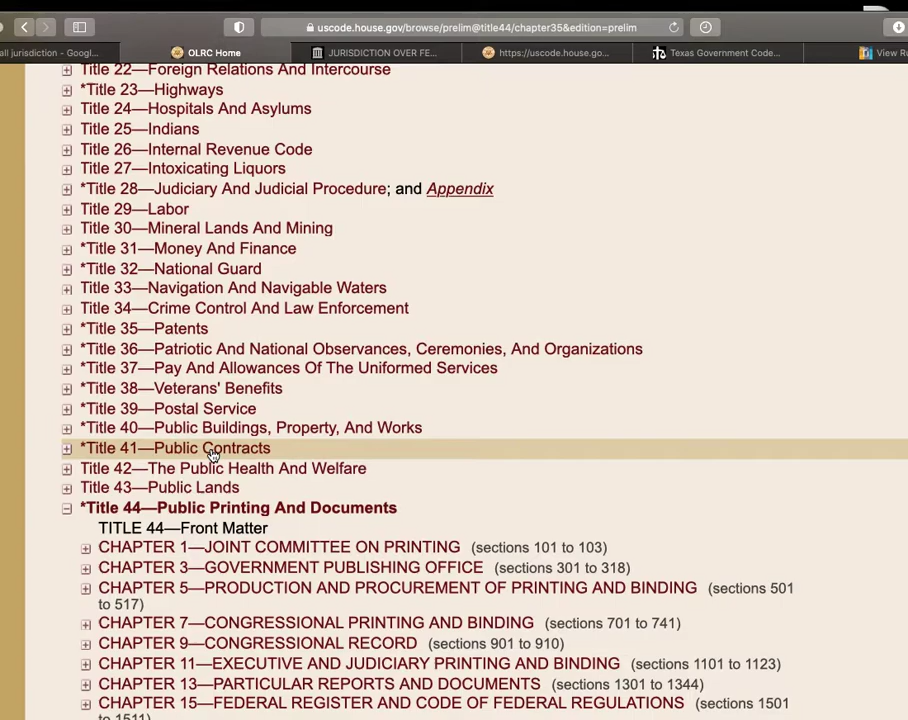 uscode.house.gov/browse/prelim@title44/chapter35&edition=prelim
all jurisdiction - Googl...
OLRC Home
JURISDICTION OVER FE...
https://uscode.house.go...
Texas Government Code...
View Ru
Title 22—Foreign Relations And Intercourse
*Title 23—Highways
Title 24—Hospitals And Asylums
Title 25—Indians
Title 26—Internal Revenue Code
Title 27—Intoxicating Liquors
*Title 28—Judiciary And Judicial Procedure; and Appendix
Title 29—Labor
Title 30—Mineral Lands And Mining
*Title 31—Money And Finance
*Title 32—National Guard
Title 33—Navigation And Navigable Waters
Title 34—Crime Control And Law Enforcement
*Title 35—Patents
*Title 36—Patriotic And National Observances, Ceremonies, And Organizations
*Title 37—Pay And Allowances Of The Uniformed Services
*Title 38—Veterans' Benefits
*Title 39—Postal Service
*Title 40—Public Buildings, Property, And Works
*Title 41—Public Contracts
Title 42—The Public Health And Welfare
Title 43—Public Lands
*Title 44—Public Printing And Documents
TITLE 44—Front Matter
CHAPTER 1—JOINT COMMITTEE ON PRINTING (sections 101 to 103)
CHAPTER 3—GOVERNMENT PUBLISHING OFFICE (sections 301 to 318)
CHAPTER 5—PRODUCTION AND PROCUREMENT OF PRINTING AND BINDING (sections 501
to 517)
CHAPTER 7—CONGRESSIONAL PRINTING AND BINDING (sections 701 to 741)
CHAPTER 9—CONGRESSIONAL RECORD (sections 901 to 910)
CHAPTER 11—EXECUTIVE AND JUDICIARY PRINTING AND BINDING (sections 1101 to 1123)
CHAPTER 13—PARTICULAR REPORTS AND DOCUMENTS (sections 1301 to 1344)
CHAPTER 15—FEDERAL REGISTER AND CODE OF FEDERAL REGULATIONS (sections 1501
to 1511)